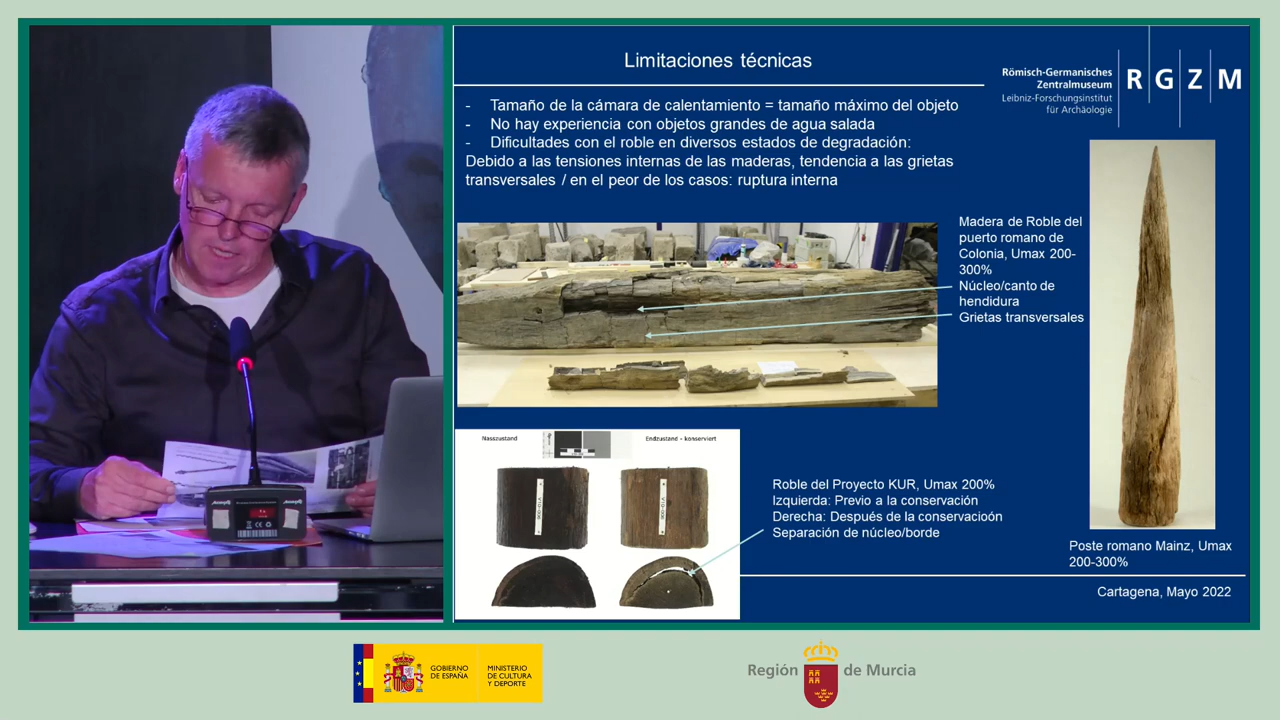 Limitaciones técnicas
Römisch-Germanisches
Zentralmuseum
Leibniz-Forschungsinstitut
für Archäologie
R G Z M
- Tamaño de la cámara de calentamiento = tamaño máximo del objeto
- No hay experiencia con objetos grandes de agua salada
- Dificultades con el roble en diversos estados de degradación:
Debido a las tensiones internas de las maderas, tendencia a las grietas
transversales / en el peor de los casos: ruptura interna
Madera de Roble del
puerto romano de
Colonia, Umax 200-
300%
Núcleo/canto de
hendidura
Grietas transversales
Nasszustand
Endzustand - konserviert
Roble del Proyecto KUR, Umax 200%
Izquierda: Previo a la conservación
Derecha: Después de la conservacioón
Separación de núcleo/borde
Poste romano Mainz, Umax
200-300%
Cartagena, Mayo 2022
GOBIERNO
DE ESPAÑA
MINISTERIO
DE CULTURA
Y DEPORTE
Región de Murcia